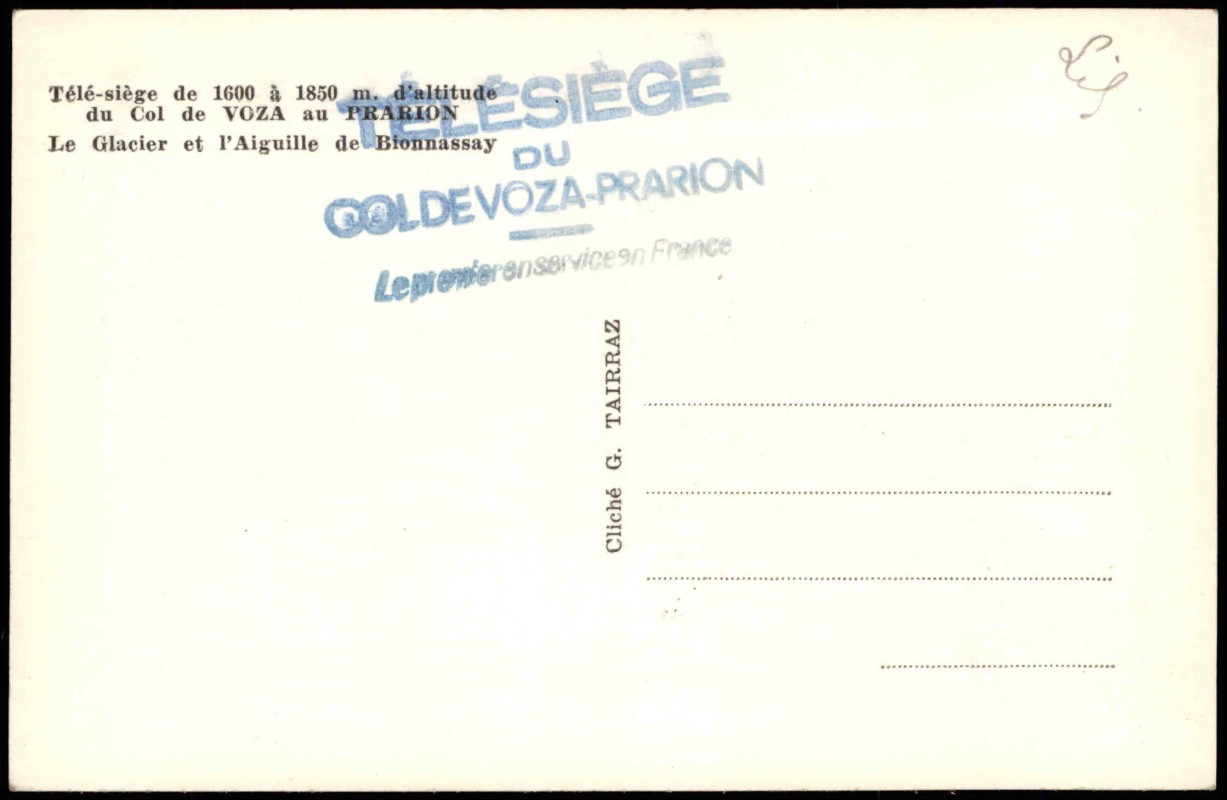 Télé-siège de 1600 à 1850 m. d'altitude
du Col de VOZA au PRARION
Le Glacier et l'Aiguille de Bionnassay
TÉLÉSIÈGE
DU
COL DE VOZA-PRARION
Le premier en service en France
Cliché G. TAIRRAZ